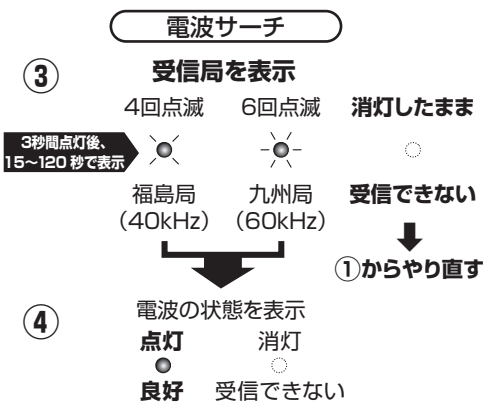 電波サーチ
③ 受信局を表示
4回点滅 6回点滅 消灯したまま
3秒間点灯後、
15～120 秒で表示
福島局 九州局 受信できない
（40kHz） （60kHz）
①からやり直す
④ 電波の状態を表示
点灯 消灯
良好 受信できない